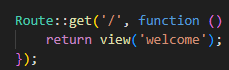 Route::get('/', function ()
    return view('welcome');
});